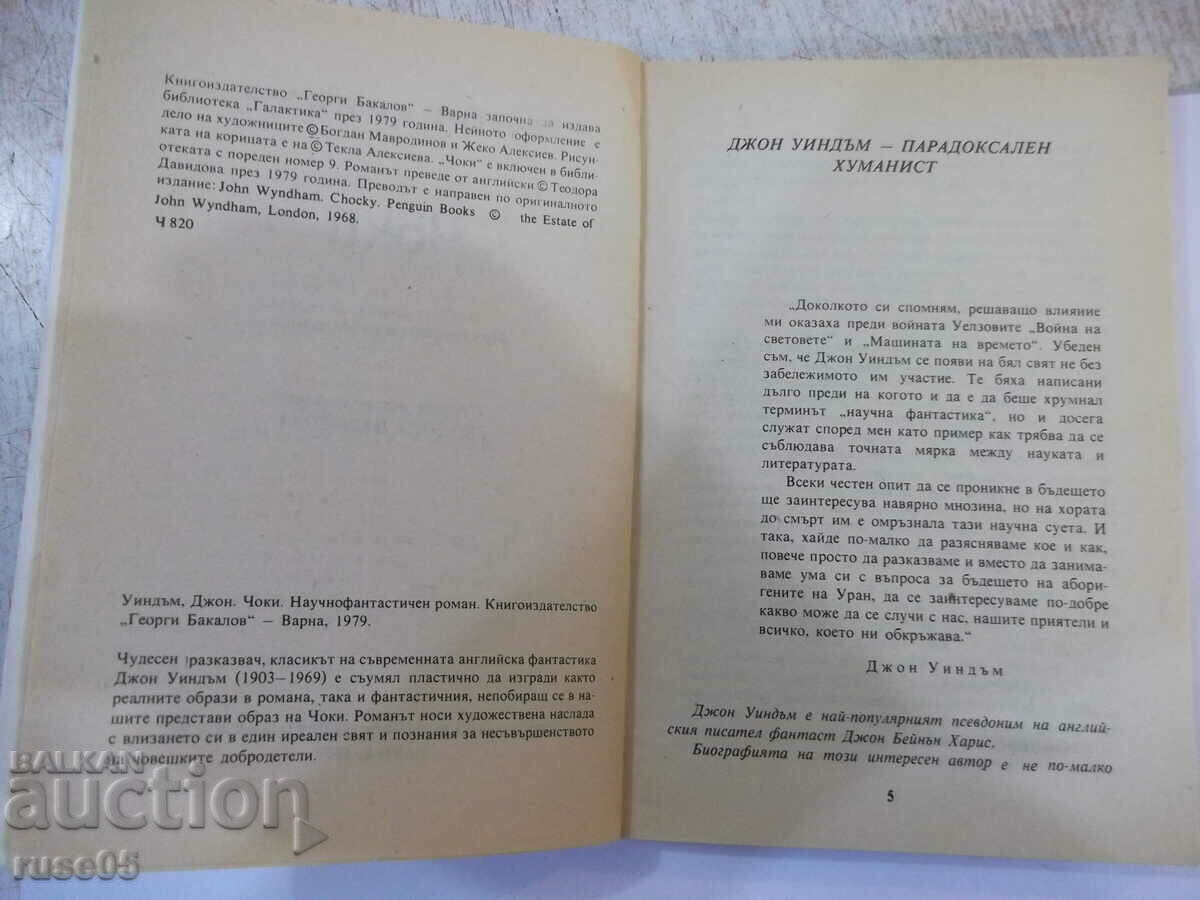 Книгоиздателство „Георги Бакалов“ – Варна започна да издава
библиотека „Галактика“ през 1979 година. Нейното оформление е
дело на художниците © Богдан Мавродинов и Жеко Алексиев. Рисун-
ката на корицата е на © Текла Алексиева. „Чоки“ е включен в библи-
отеката с пореден номер 9. Романът преведе от английски © Теодора
Давидова през 1979 година. Преводът е направен по оригиналното
издание: John Wyndham. Chocky. Penguin Books © the Estate of
John Wyndham, London, 1968.
Ч 820
Уиндъм, Джон. Чоки. Научнофантастичен роман. Книгоиздателство
„Георги Бакалов“ – Варна, 1979.
Чудесен разказвач, класикът на съвременната английска фантастика
Джон Уиндъм (1903–1969) е съумял пластично да изгради както
реалните образи в романа, така и фантастичния, непобиращ се в на-
шите представи образ на Чоки. Романът носи художествена наслада
с влизането си в един иреален свят и познания за несъвършенството
на човешките добродетели.
ДЖОН УИНДЪМ – ПАРАДОКСАЛЕН
ХУМАНИСТ
„Доколкото си спомням, решаващо влияние
ми оказаха преди войната Уелзовите „Война на
световете“ и „Машината на времето“. Убеден
съм, че Джон Уиндъм се появи на бял свят не без
забележимото им участие. Те бяха написани
дълго преди на когото и да е да беше хрумнал
терминът „научна фантастика“, но и досега
служат според мен като пример как трябва да се
съблюдава точната мярка между науката и
литературата.
Всеки честен опит да се проникне в бъдещето
ще заинтересува навярно мнозина, но на хората
до смърт им е омръзнала тази научна суета. И
така, хайде по-малко да разясняваме кое и как,
повече просто да разказваме и вместо да занима-
ваме ума си с въпроса за бъдещето на абори-
гените на Уран, да се заинтересуваме по-добре
какво може да се случи с нас, нашите приятели и
всичко, което ни обкръжава.“
Джон Уиндъм
Джон Уиндъм е най-популярният псевдоним на англий-
ския писател фантаст Джон Бейнън Харис.
Биографията на този интересен автор е не по-малко
5
BALKAN
auction
ruse05